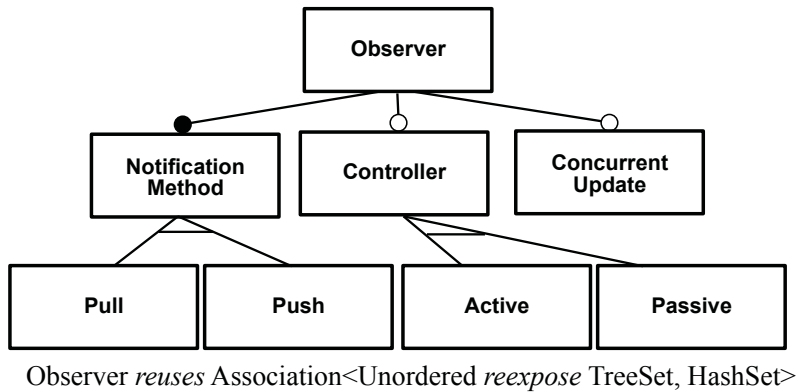 Observer
Notification
Method
Controller
Concurrent
Update
Pull
Push
Active
Passive
Observer reuses Association<Unordered reexpose TreeSet, HashSet>